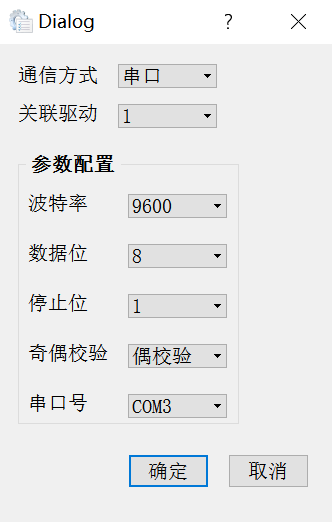 Dialog
通信方式 串口
关联驱动 1
参数配置
波特率 9600
数据位 8
停止位 1
奇偶校验 偶校验
串口号 COM3
确定 取消